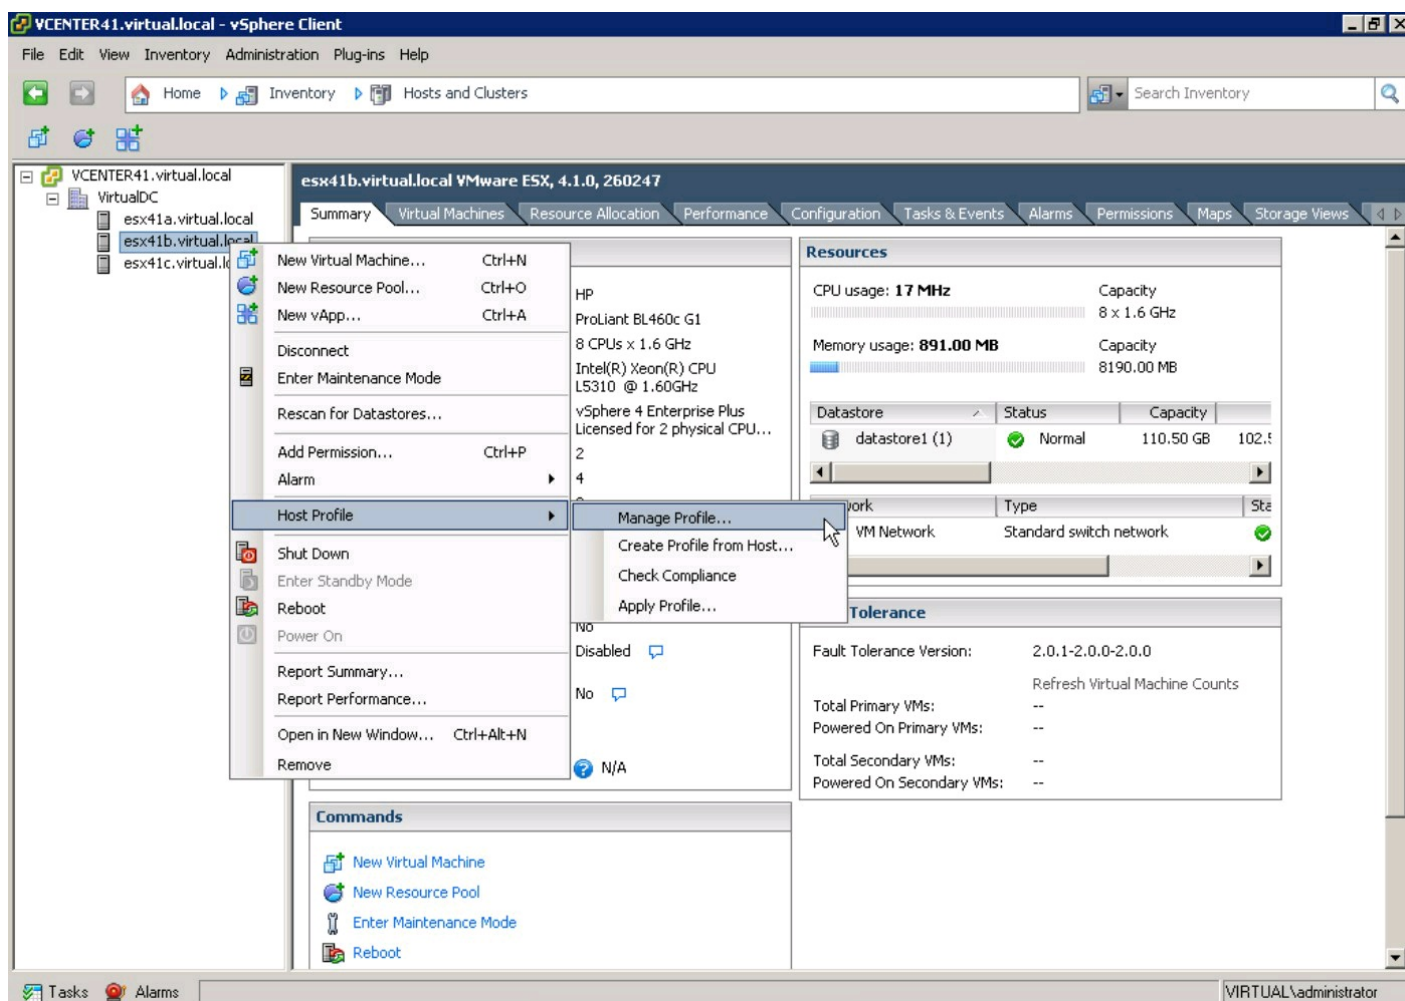 VCENTER41.virtual.local - vSphere Client
File Edit View Inventory Administration Plug-ins Help
Home Inventory Hosts and Clusters Search Inventory
VCENTER41.virtual.local
VirtualDC
esx41a.virtual.local
esx41b.virtual.local
esx41c.virtual.lo
esx41b.virtual.local VMware ESX, 4.1.0, 260247
Summary Virtual Machines Resource Allocation Performance Configuration Tasks & Events Alarms Permissions Maps Storage Views
New Virtual Machine... Ctrl+N
New Resource Pool... Ctrl+O
New vApp... Ctrl+A
Disconnect
Enter Maintenance Mode
Rescan for Datastores...
Add Permission... Ctrl+P
Alarm
Host Profile
Shut Down
Enter Standby Mode
Reboot
Power On
Report Summary...
Report Performance...
Open in New Window... Ctrl+Alt+N
Remove
Manage Profile...
Create Profile from Host...
Check Compliance
Apply Profile...
HP
ProLiant BL460c G1
8 CPUs x 1.6 GHz
Intel(R) Xeon(R) CPU
L5310 @ 1.60GHz
vSphere 4 Enterprise Plus
Licensed for 2 physical CPU...
2
4
No
Disabled
No
N/A
Resources
CPU usage: 17 MHz Capacity
8 x 1.6 GHz
Memory usage: 891.00 MB Capacity
8190.00 MB
Datastore Status Capacity
datastore1 (1) Normal 110.50 GB 102.5
work Type Sta
VM Network Standard switch network
Tolerance
Fault Tolerance Version: 2.0.1-2.0.0-2.0.0
Refresh Virtual Machine Counts
Total Primary VMs: --
Powered On Primary VMs: --
Total Secondary VMs: --
Powered On Secondary VMs: --
Commands
New Virtual Machine
New Resource Pool
Enter Maintenance Mode
Reboot
Tasks Alarms VIRTUAL\administrator